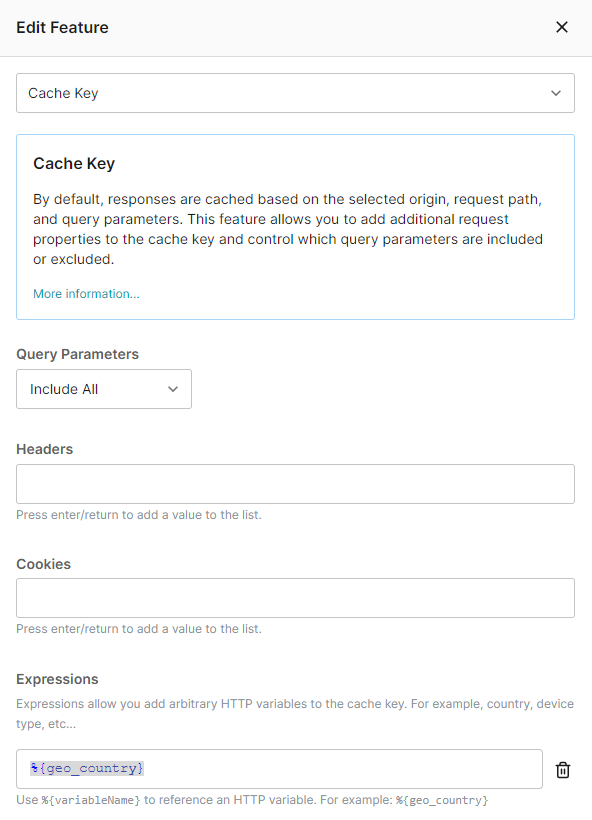 Edit Feature
Cache Key
Cache Key
By default, responses are cached based on the selected origin, request path,
and query parameters. This feature allows you to add additional request
properties to the cache key and control which query parameters are included
or excluded.
More information...
Query Parameters
Include All
Headers
Press enter/return to add a value to the list.
Cookies
Press enter/return to add a value to the list.
Expressions
Expressions allow you add arbitrary HTTP variables to the cache key. For example, country, device
type, etc...
%{geo_country}
Use %{variableName} to reference an HTTP variable. For example: %{geo_country}